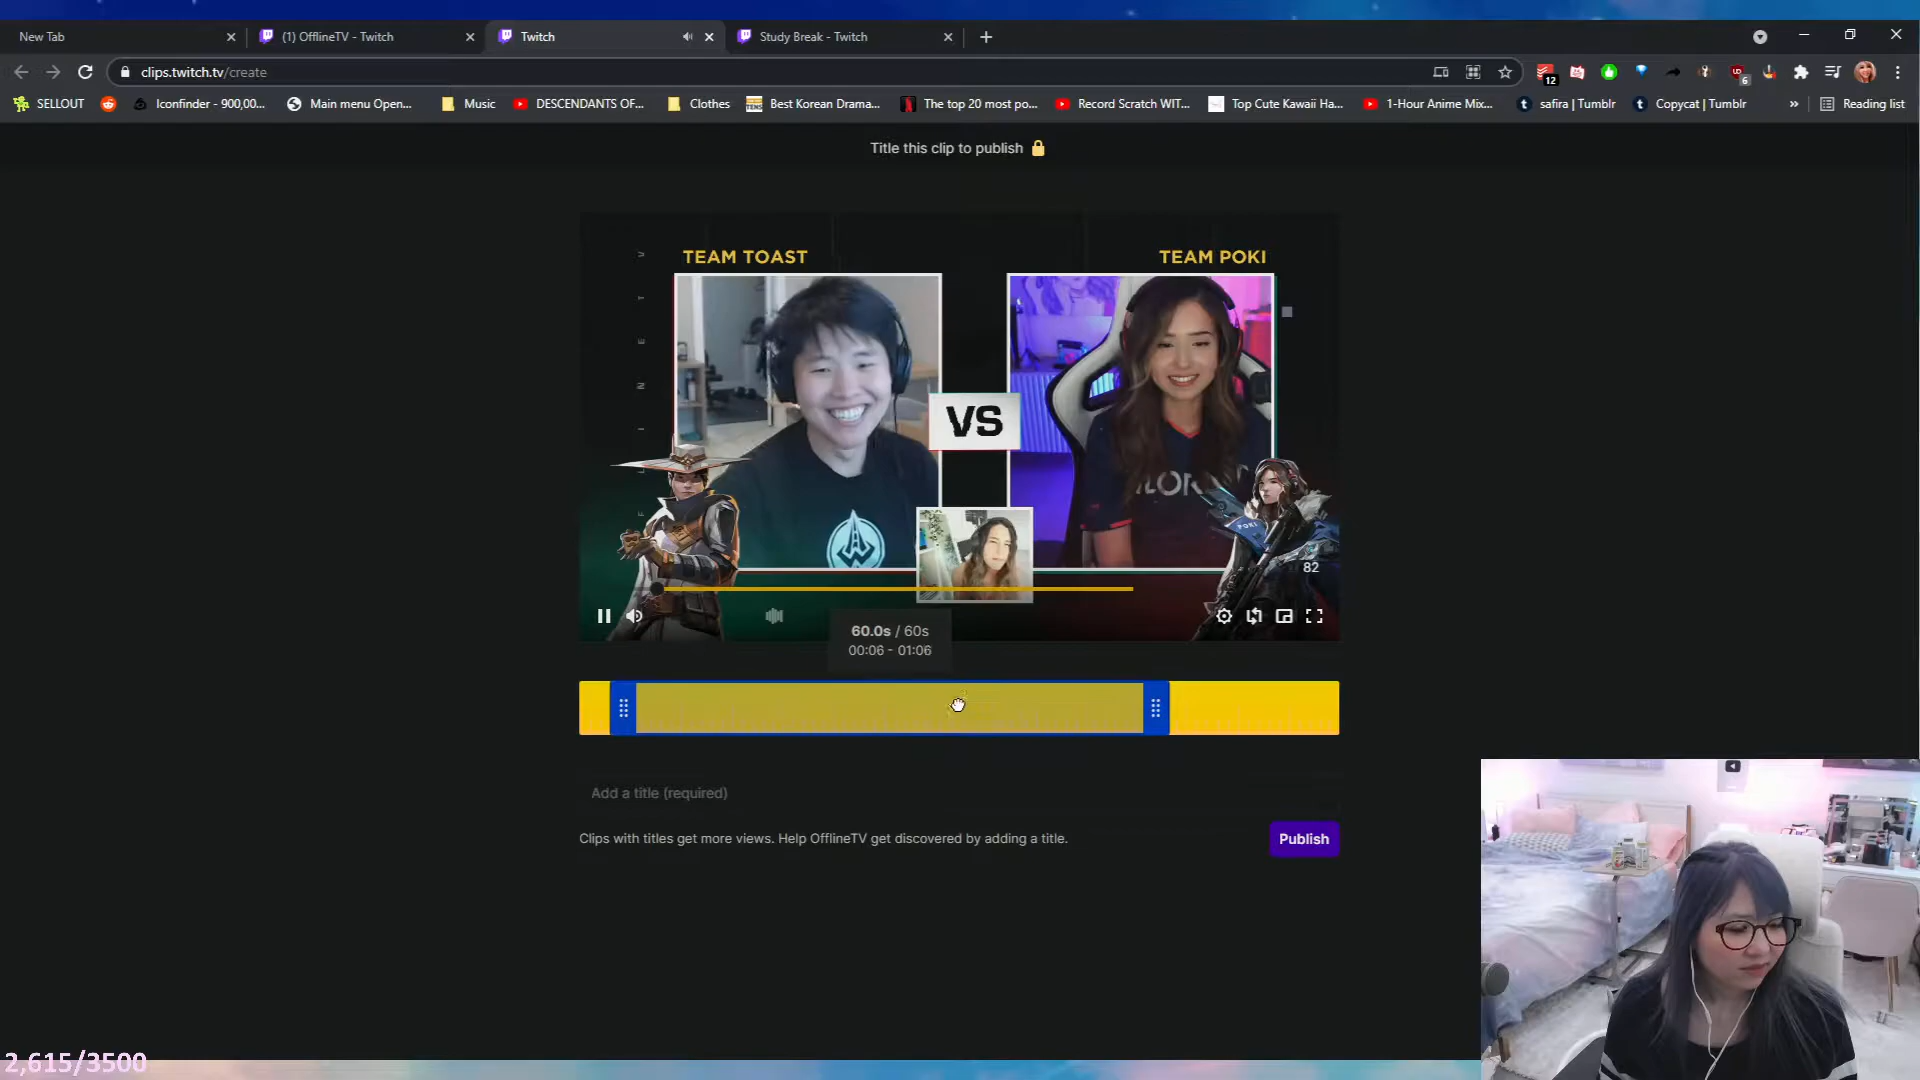 New Tab
(1) OfflineTV - Twitch
Twitch
Study Break - Twitch
clips.twitch.tv/create
12
6
SELLOUT
Iconfinder - 900,00...
Main menu Open...
Music
DESCENDANTS OF...
Clothes
Best Korean Drama...
The top 20 most po...
Record Scratch WIT...
Top Cute Kawaii Ha...
1-Hour Anime Mix...
safira | Tumblr
Copycat | Tumblr
»
Reading list
Title this clip to publish
TEAM TOAST
TEAM POKI
VS
POKI
82
60.0s / 60s
00:06 - 01:06
Add a title (required)
Clips with titles get more views. Help OfflineTV get discovered by adding a title.
Publish
2,615/3500